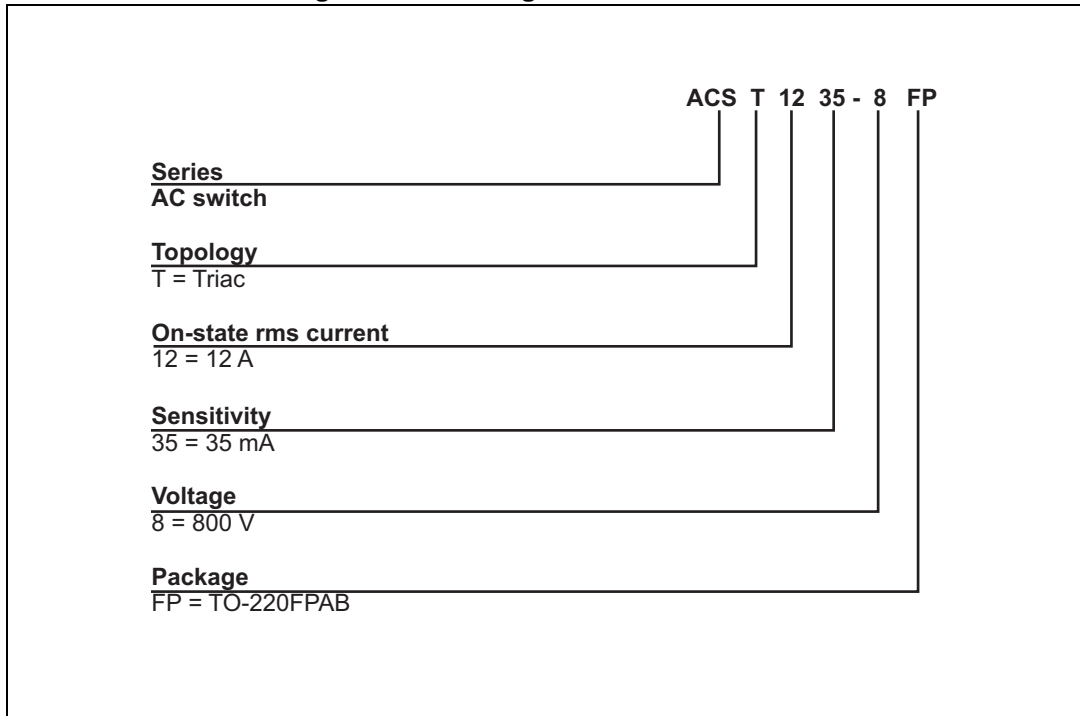 ACS T 12 35 - 8 FP
Series
AC switch
Topology
T = Triac
On-state rms current
12 = 12 A
Sensitivity
35 = 35 mA
Voltage
8 = 800 V
Package
FP = TO-220FPAB